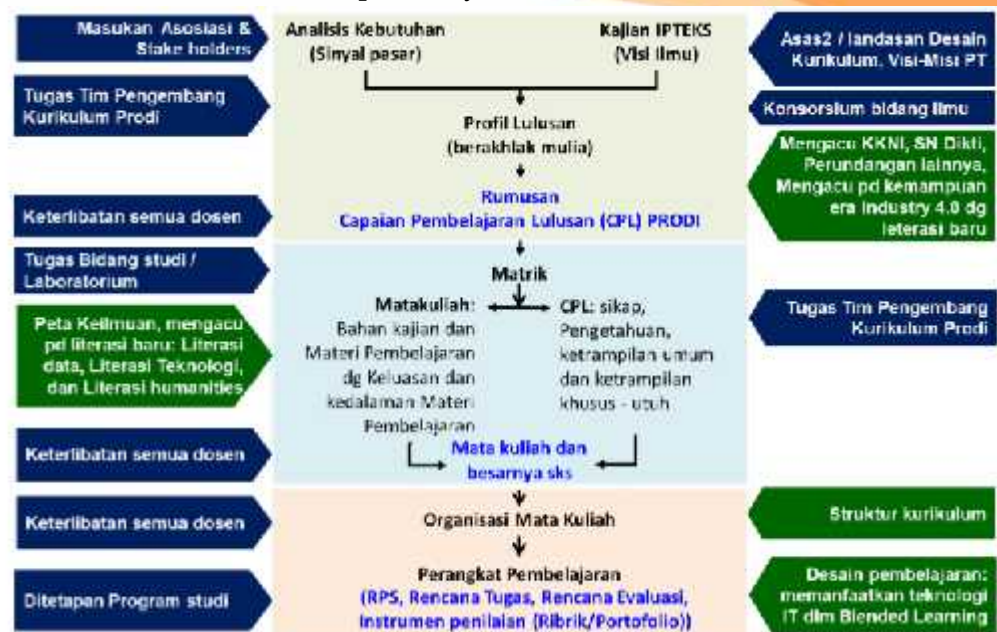 Masukan Asosiasi &
Stake holders
Tugas Tim Pengembang
Kurikulum Prodi
Keterlibatan semua dosen
Tugas Bidang studi /
Laboratorium
Peta Keilmuan, mengacu
pd literasi baru: Literasi
data, Literasi Teknologi,
dan Literasi humanities
Keterlibatan semua dosen
Keterlibatan semua dosen
Ditetapan Program studi
Analisis Kebutuhan
(Sinyal pasar)
Kajian IPTEKS
(Visi Ilmu)
Profil Lulusan
(berakhlak mulia)
Rumusan
Capaian Pembelajaran Lulusan (CPL) PRODI
Matrik
Matakuliah:
Bahan kajian dan
Materi Pembelajaran
dg Keluasan dan
kedalaman Materi
Pembelajaran
CPL: sikap,
Pengetahuan,
ketrampilan umum
dan ketrampilan
khusus - utuh
Mata kuliah dan
besarnya sks
Organisasi Mata Kuliah
Perangkat Pembelajaran
(RPS, Rencana Tugas, Rencana Evaluasi,
Instrumen penilaian (Ribrik/Portofolio))
Asas2 / landasan Desain
Kurikulum, Visi-Misi PT
Konsorsium bidang Ilmu
Mengacu KKNI, SN Dikti,
Perundangan lainnya,
Mengacu pd kemampuan
era Industry 4.0 dg
leterasi baru
Tugas Tim Pengembang
Kurikulum Prodi
Struktur kurikulum
Desain pembelajaran:
memanfaatkan teknologi
IT dlm Blended Learning